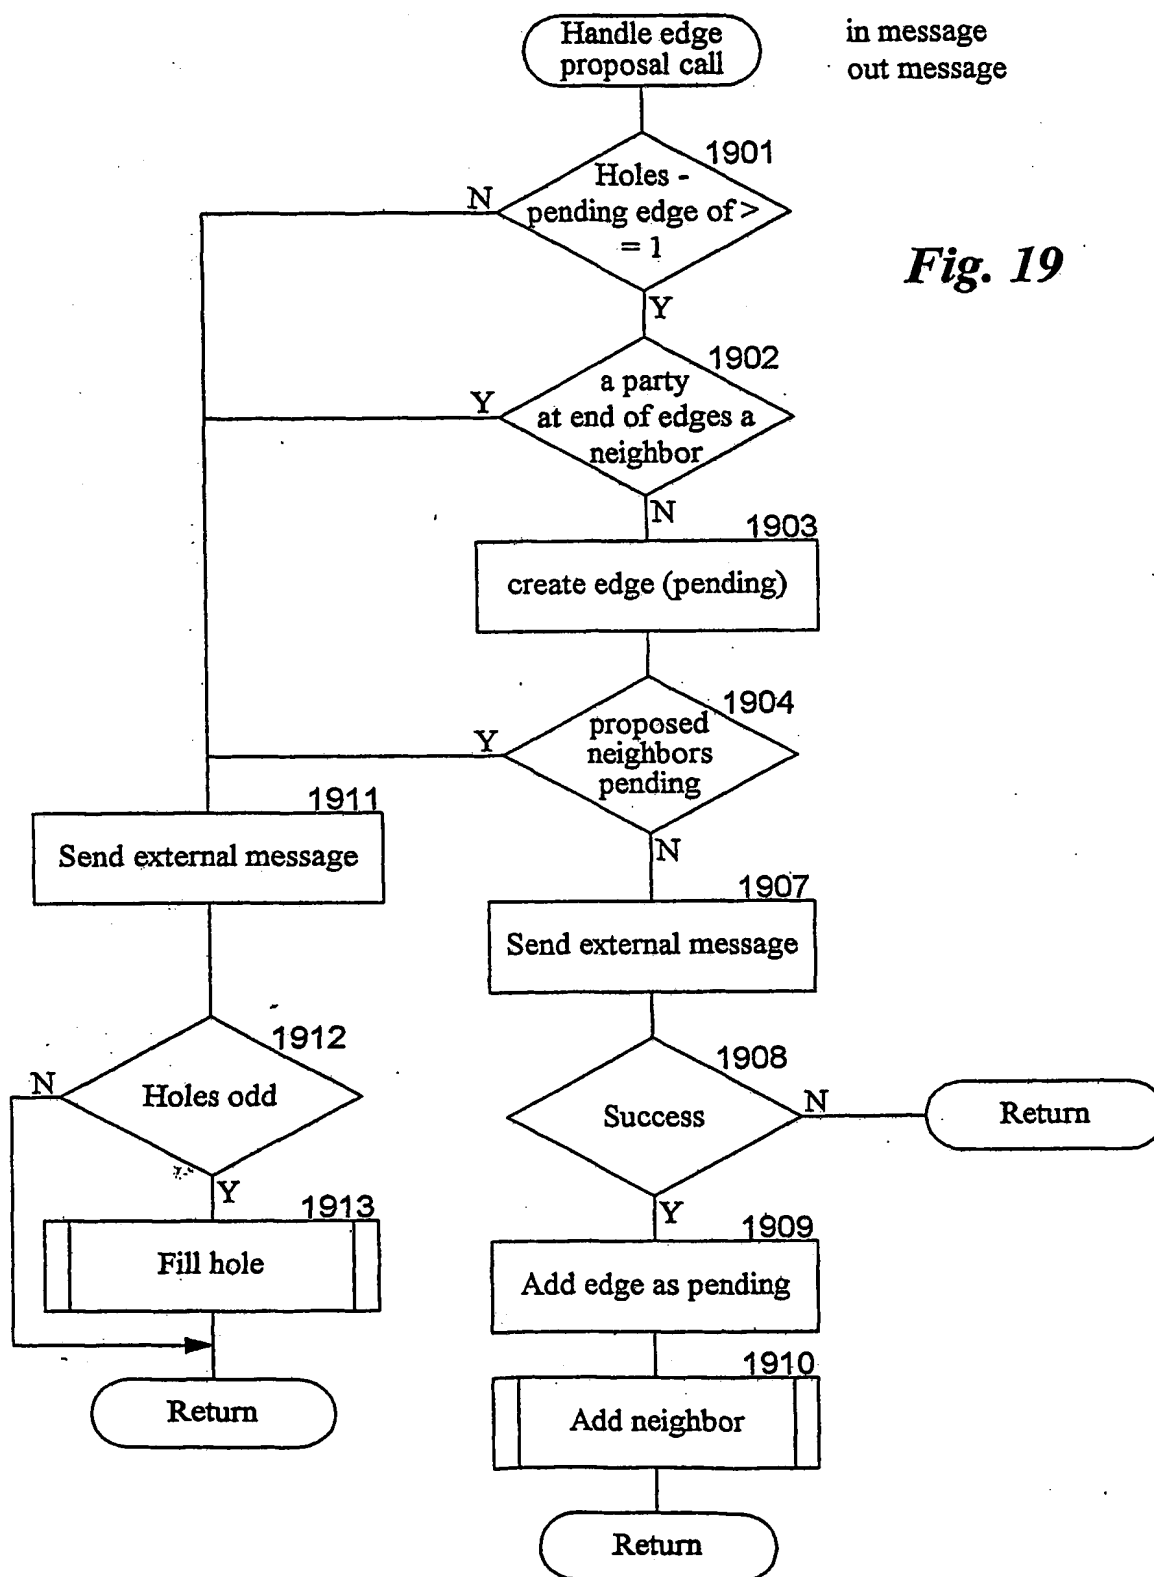 Handle edge
proposal call
in message
out message
1901
Holes -
pending edge of >
= 1
N
Y
Fig. 19
1902
a party
at end of edges a
neighbor
Y
N
1903
create edge (pending)
1904
proposed
neighbors
pending
Y
N
1911
Send external message
1907
Send external message
1912
Holes odd
N
Y
1908
Success
N
Return
Y
1913
Fill hole
1909
Add edge as pending
1910
Add neighbor
Return
Return